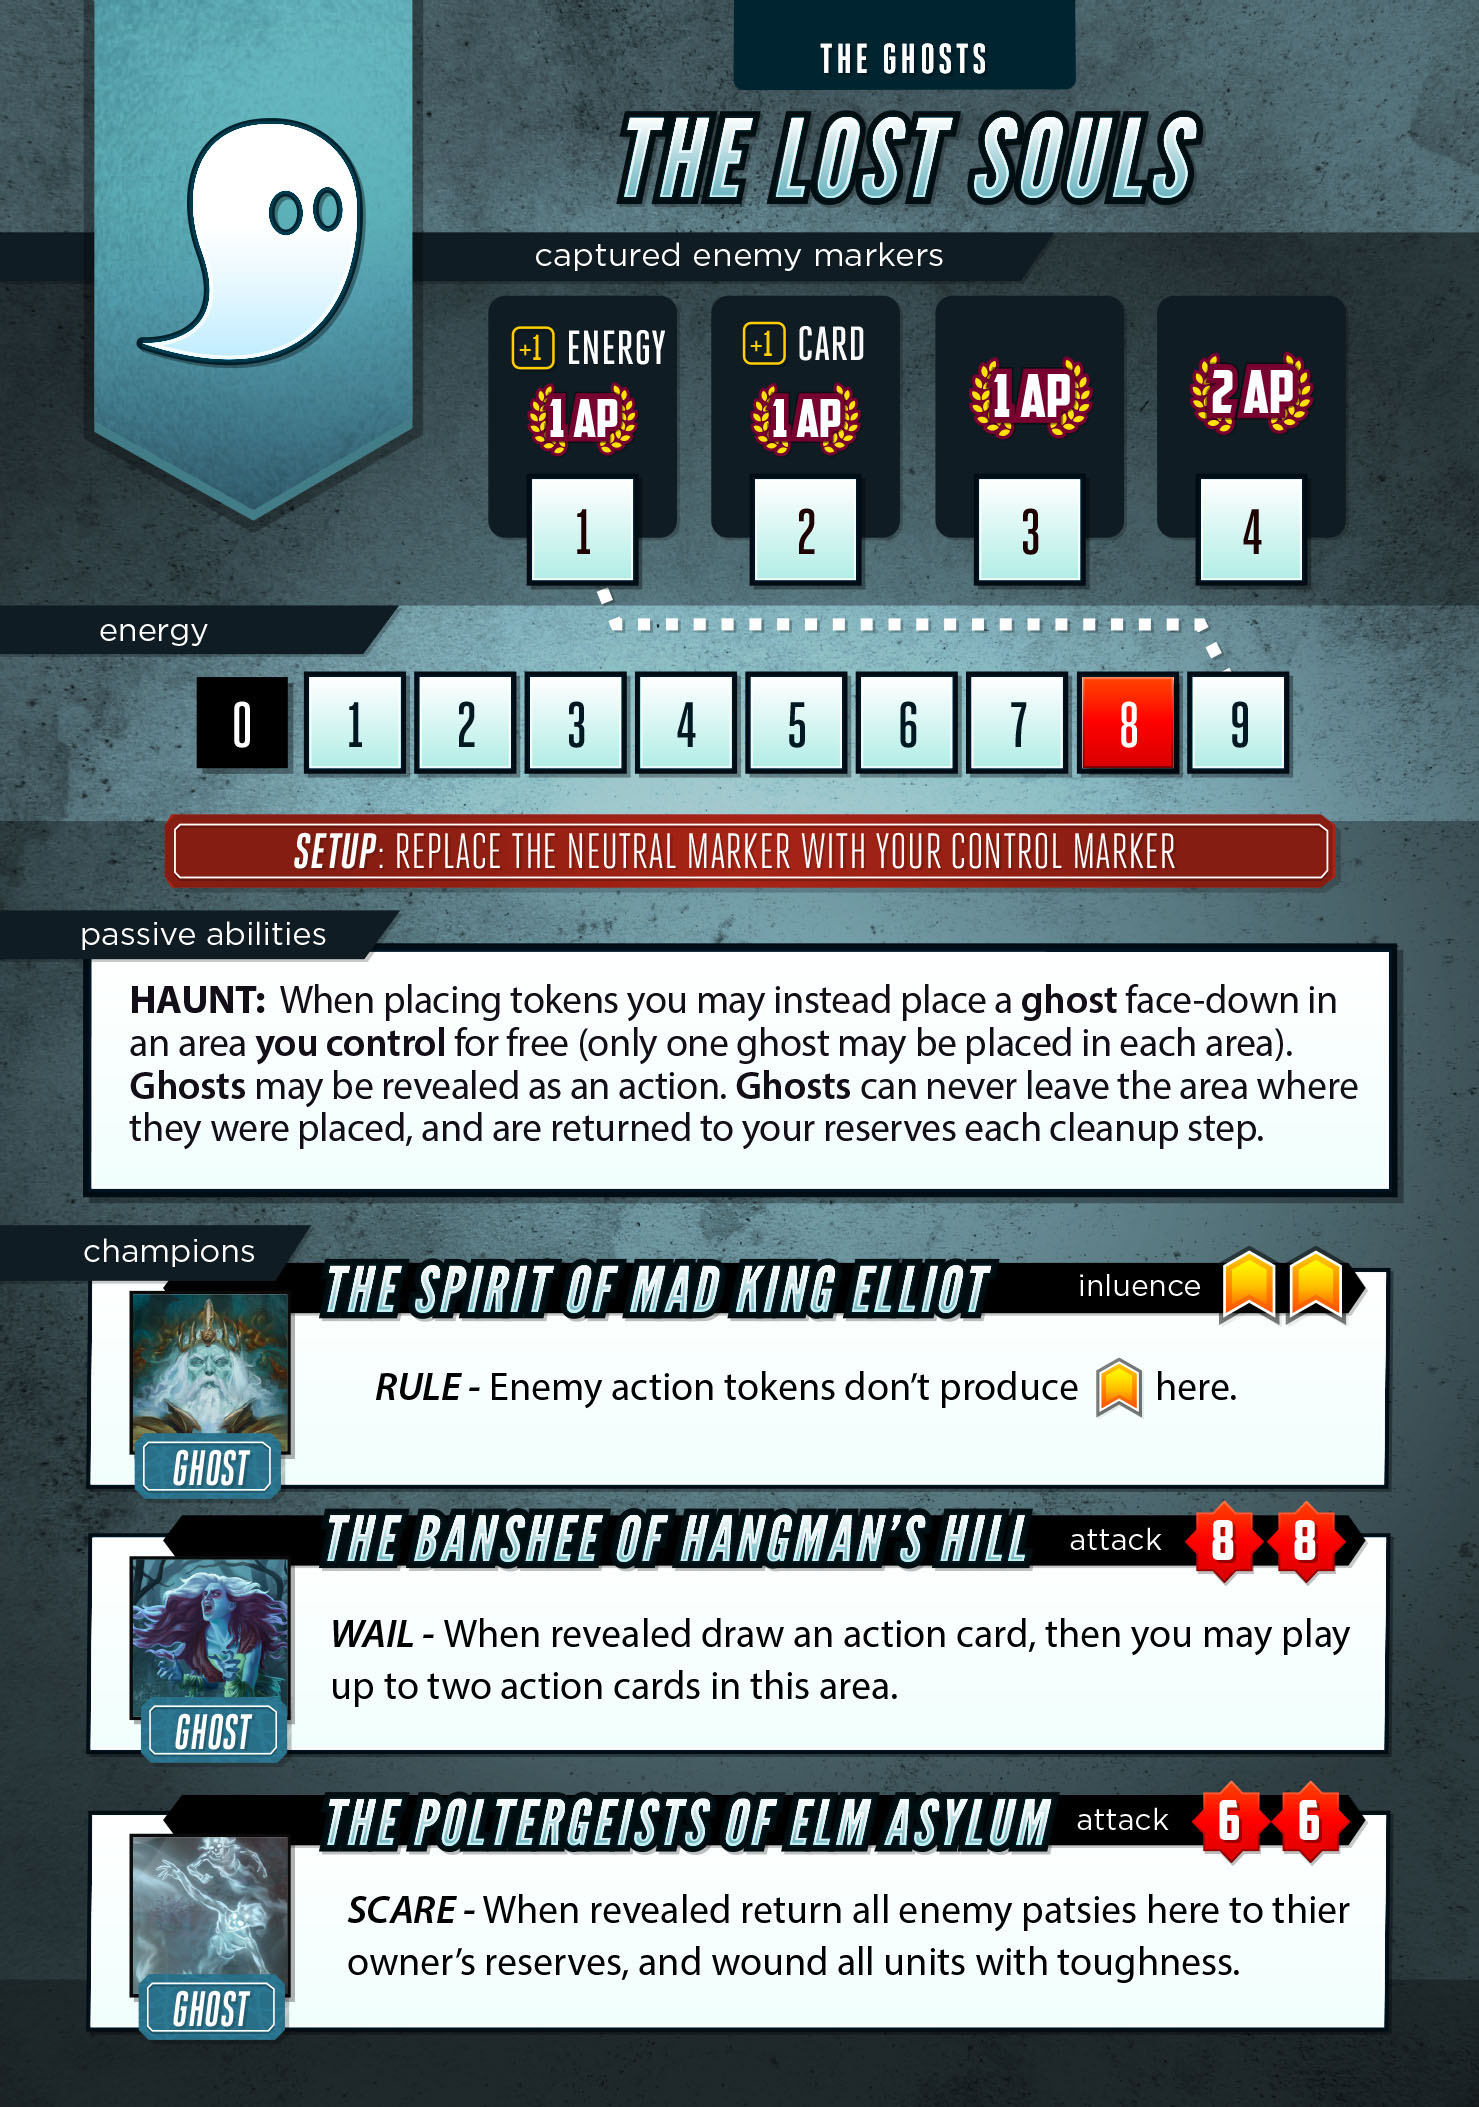 THE GHOSTS
THE LOST SOULS
captured enemy markers
+1 ENERGY
1 AP
1
+1 CARD
1 AP
2
1 AP
3
2 AP
4
energy
0 1 2 3 4 5 6 7 8 9
SETUP: REPLACE THE NEUTRAL MARKER WITH YOUR CONTROL MARKER
passive abilities
HAUNT: When placing tokens you may instead place a ghost face-down in
an area you control for free (only one ghost may be placed in each area).
Ghosts may be revealed as an action. Ghosts can never leave the area where
they were placed, and are returned to your reserves each cleanup step.
champions
THE SPIRIT OF MAD KING ELLIOT inluence
RULE - Enemy action tokens don't produce here.
GHOST
THE BANSHEE OF HANGMAN'S HILL attack 8 8
WAIL - When revealed draw an action card, then you may play
up to two action cards in this area.
GHOST
THE POLTERGEISTS OF ELM ASYLUM attack 6 6
SCARE - When revealed return all enemy patsies here to thier
owner's reserves, and wound all units with toughness.
GHOST